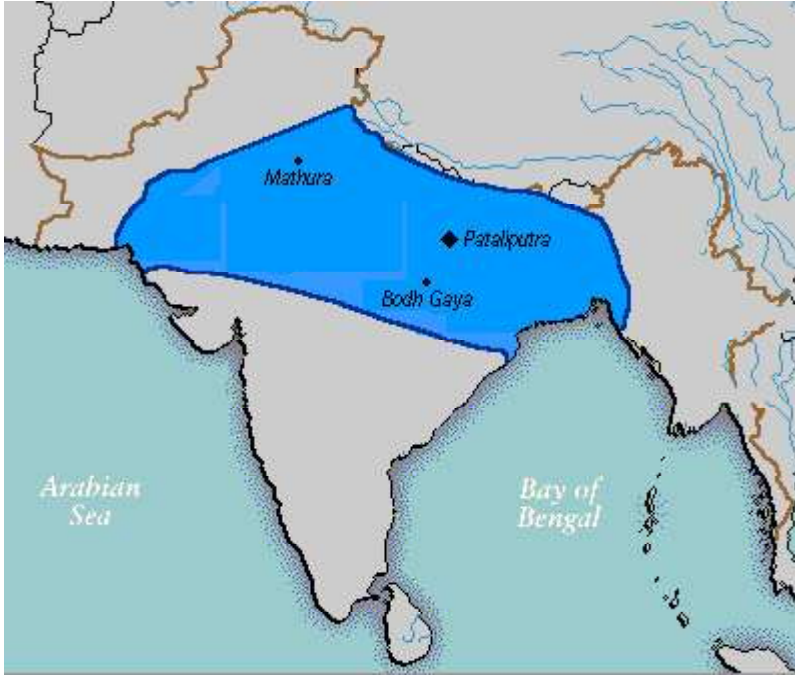 Mathura
Pataliputra
Bodh Gaya
Arabian
Sea
Bay of
Bengal